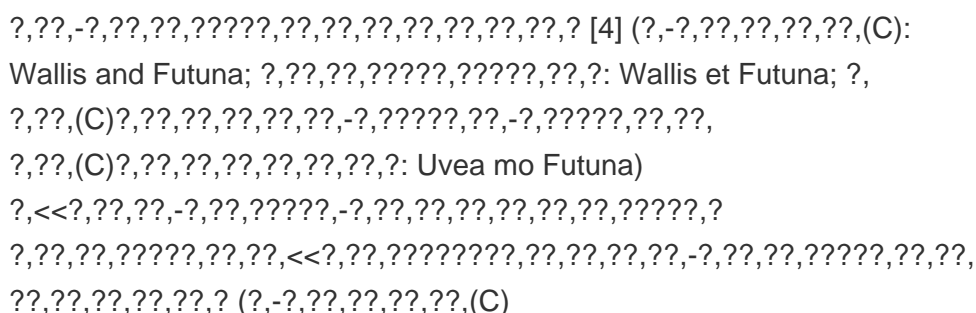 ?,??,-?,??,??,?????,??,??,??,??,??,??,??,? [4] (?,-?,??,??,??,??,(C):
Wallis and Futuna; ?,??,??,?????,?????,??,?: Wallis et Futuna; ?,
?,??,(C)?,??,??,??,??,??,-?,?????,??,-?,?????,??,??,
?,??,(C)?,??,??,??,??,??,??,?: Uvea mo Futuna)
?,<<?,??,??,-?,??,?????,-?,??,??,??,??,??,??,?????,?
?,??,??,?????,??,??,<<?,??,????????,??,??,??,??,-?,??,??,?????,??,??,
??,??,??,??,??,? (?,-?,??,??,??,??,(C)